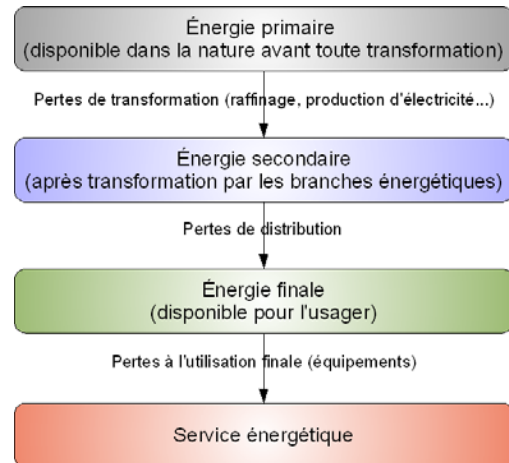 Énergie primaire
(disponible dans la nature avant toute transformation)
Pertes de transformation (raffinage, production d'électricité...)
Énergie secondaire
(après transformation par les branches énergétiques)
Pertes de distribution
Énergie finale
(disponible pour l'usager)
Pertes à l'utilisation finale (équipements)
Service énergétique